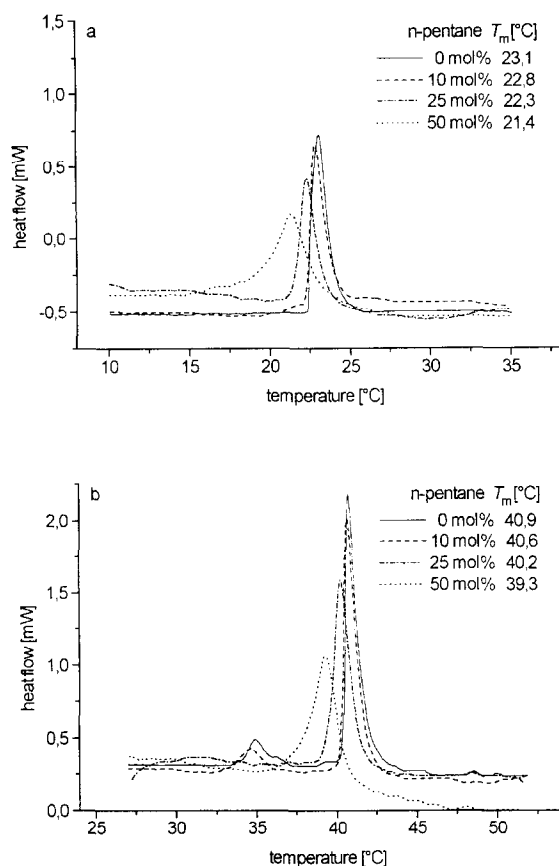 a
n-pentane Tm [°C]
0 mol% 23,1
10 mol% 22,8
25 mol% 22,3
50 mol% 21,4
1,5
1,0
0,5
0,0
-0,5
heat flow [mW]
10 15 20 25 30 35
temperature [°C]
b
n-pentane Tm [°C]
0 mol% 40,9
10 mol% 40,6
25 mol% 40,2
50 mol% 39,3
2,0
1,5
1,0
0,5
0,0
heat flow [mW]
25 30 35 40 45 50
temperature [°C]